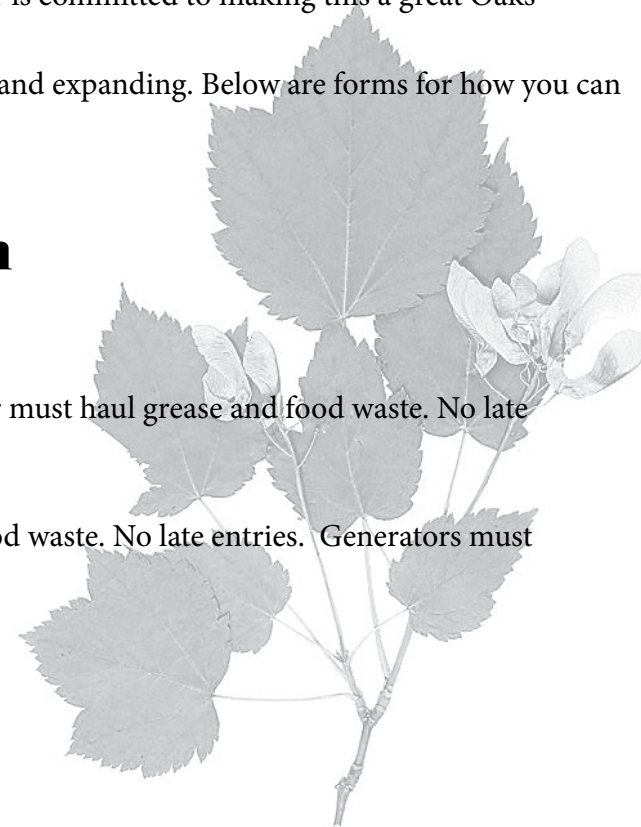 is committed to making this a great Oaks
and expanding. Below are forms for how you can
must haul grease and food waste. No late
waste. No late entries.  Generators must